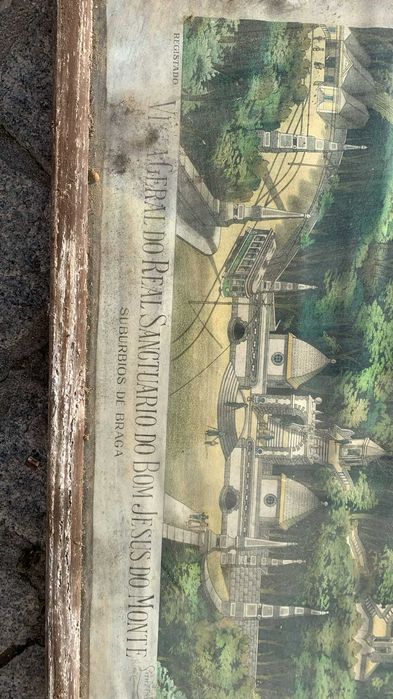 REGISTADO
VISTA GERAL DO REAL SANCTUARIO DO BOM JESUS DO MONTE
SUBURBIOS DE BRAGA